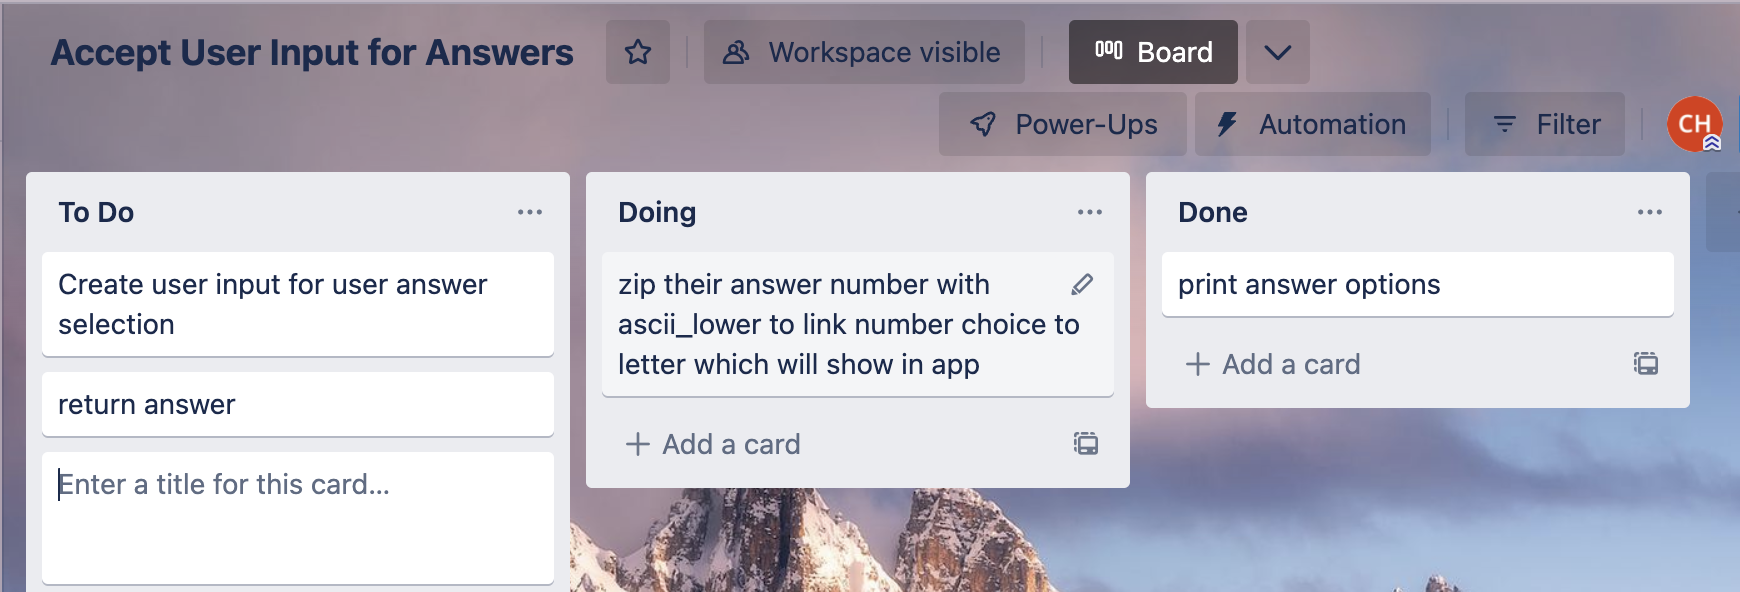 Accept User Input for Answers
Workspace visible
Board
Power-Ups
Automation
Filter
CH
To Do
Create user input for user answer
selection
return answer
Enter a title for this card...
Doing
zip their answer number with
ascii_lower to link number choice to
letter which will show in app
+ Add a card
Done
print answer options
+ Add a card